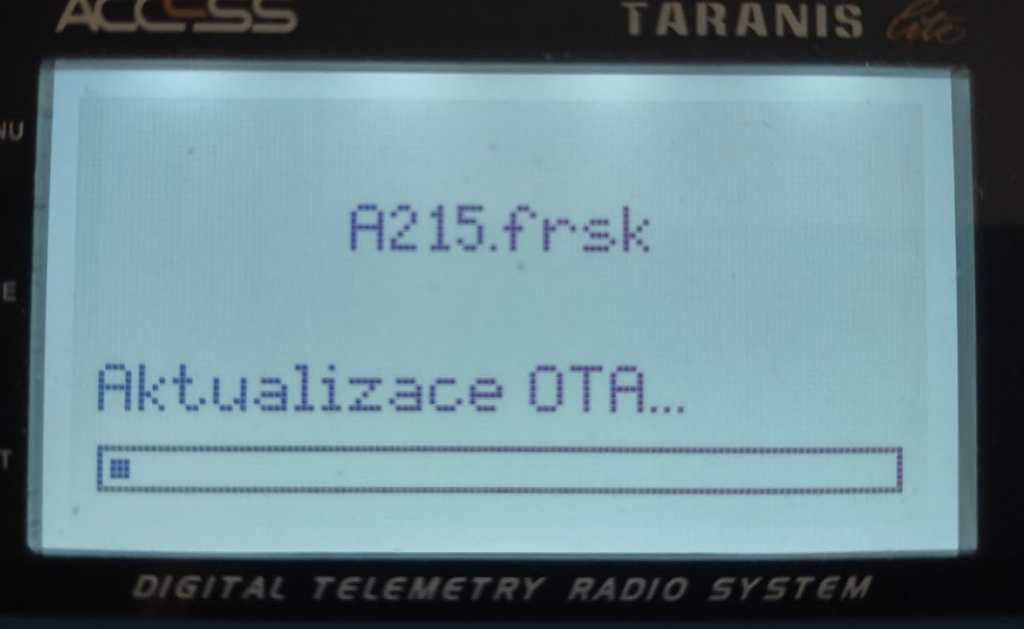 ACCESS
TARANIS lite
NU
A215.frsk
E
Aktualizace OTA...
T
DIGITAL TELEMETRY RADIO SYSTEM